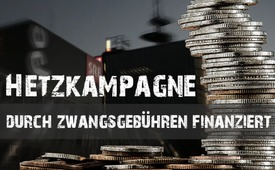 HETZKAMPAGNE
DURCH ZWANGSGEBÜHREN FINANZIERT